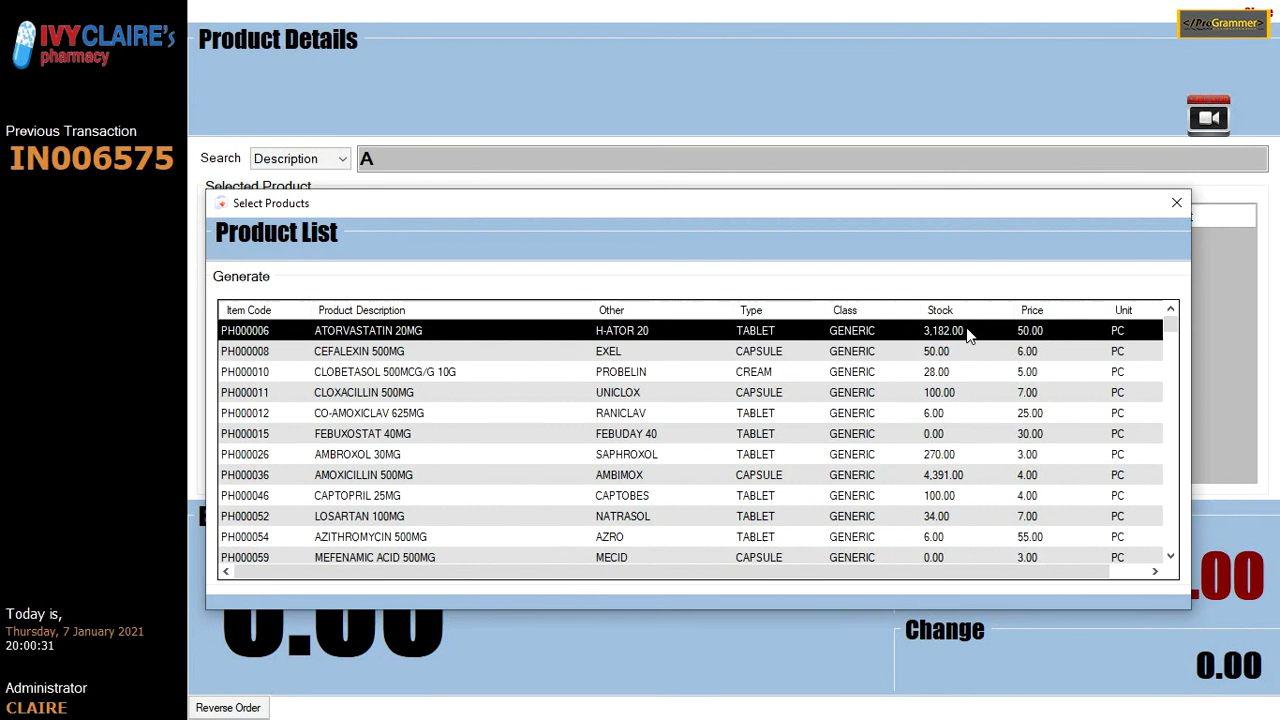 IVYCLAIRE's
pharmacy
Product Details
</ProGrammer>
Previous Transaction
IN006575
Search Description A
Selected Product
Select Products
Product List
Generate
Item Code Product Description Other Type Class Stock Price Unit
PH000006 ATORVASTATIN 20MG H-ATOR 20 TABLET GENERIC 3,182.00 50.00 PC
PH000008 CEFALEXIN 500MG EXEL CAPSULE GENERIC 50.00 6.00 PC
PH000010 CLOBETASOL 500MCG/G 10G PROBELIN CREAM GENERIC 28.00 5.00 PC
PH000011 CLOXACILLIN 500MG UNICLOX CAPSULE GENERIC 100.00 7.00 PC
PH000012 CO-AMOXICLAV 625MG RANICLAV TABLET GENERIC 6.00 25.00 PC
PH000015 FEBUXOSTAT 40MG FEBUDAY 40 TABLET GENERIC 0.00 30.00 PC
PH000026 AMBROXOL 30MG SAPHROXOL TABLET GENERIC 270.00 3.00 PC
PH000036 AMOXICILLIN 500MG AMBIMOX CAPSULE GENERIC 4,391.00 4.00 PC
PH000046 CAPTOPRIL 25MG CAPTOBES TABLET GENERIC 100.00 4.00 PC
PH000052 LOSARTAN 100MG NATRASOL TABLET GENERIC 34.00 7.00 PC
PH000054 AZITHROMYCIN 500MG AZRO TABLET GENERIC 6.00 55.00 PC
PH000059 MEFENAMIC ACID 500MG MECID CAPSULE GENERIC 0.00 3.00 PC
.00
0.00
Change
0.00
Today is,
Thursday, 7 January 2021
20:00:31
Administrator
CLAIRE
Reverse Order